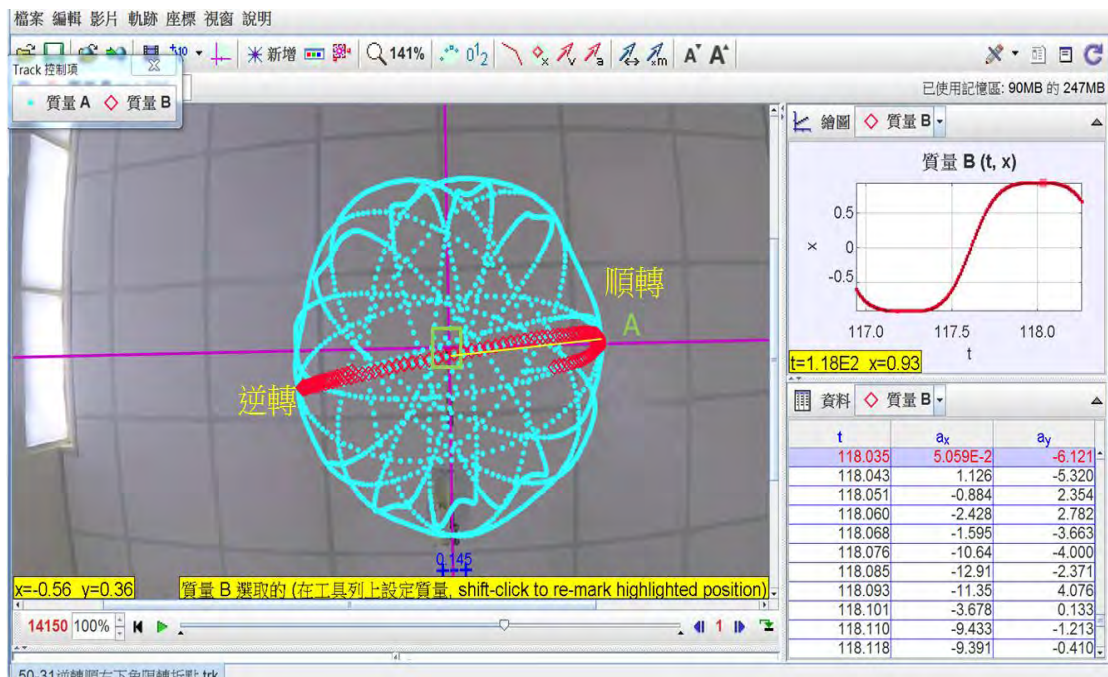 檔案 編輯 影片 軌跡 座標 視窗 說明
新增 141%
已使用記憶區: 90MB 的 247MB
Track 控制項
質量 A 質量 B
順轉
A
逆轉
0.145
x=-0.56 y=0.36 質量 B 選取的 (在工具列上設定質量, shift-click to re-mark highlighted position)
14150 100% 1
繪圖 質量 B
質量 B (t, x)
x
0.5
0
-0.5
117.0 117.5 118.0
t
t=1.18E2 x=0.93
資料 質量 B
t ax ay
118.035 5.059E-2 -6.121
118.043 1.126 -5.320
118.051 -0.884 2.354
118.060 -2.428 2.782
118.068 -1.595 -3.663
118.076 -10.64 -4.000
118.085 -12.91 -2.371
118.093 -11.35 4.076
118.101 -3.678 0.133
118.110 -9.433 -1.213
118.118 -9.391 -0.410